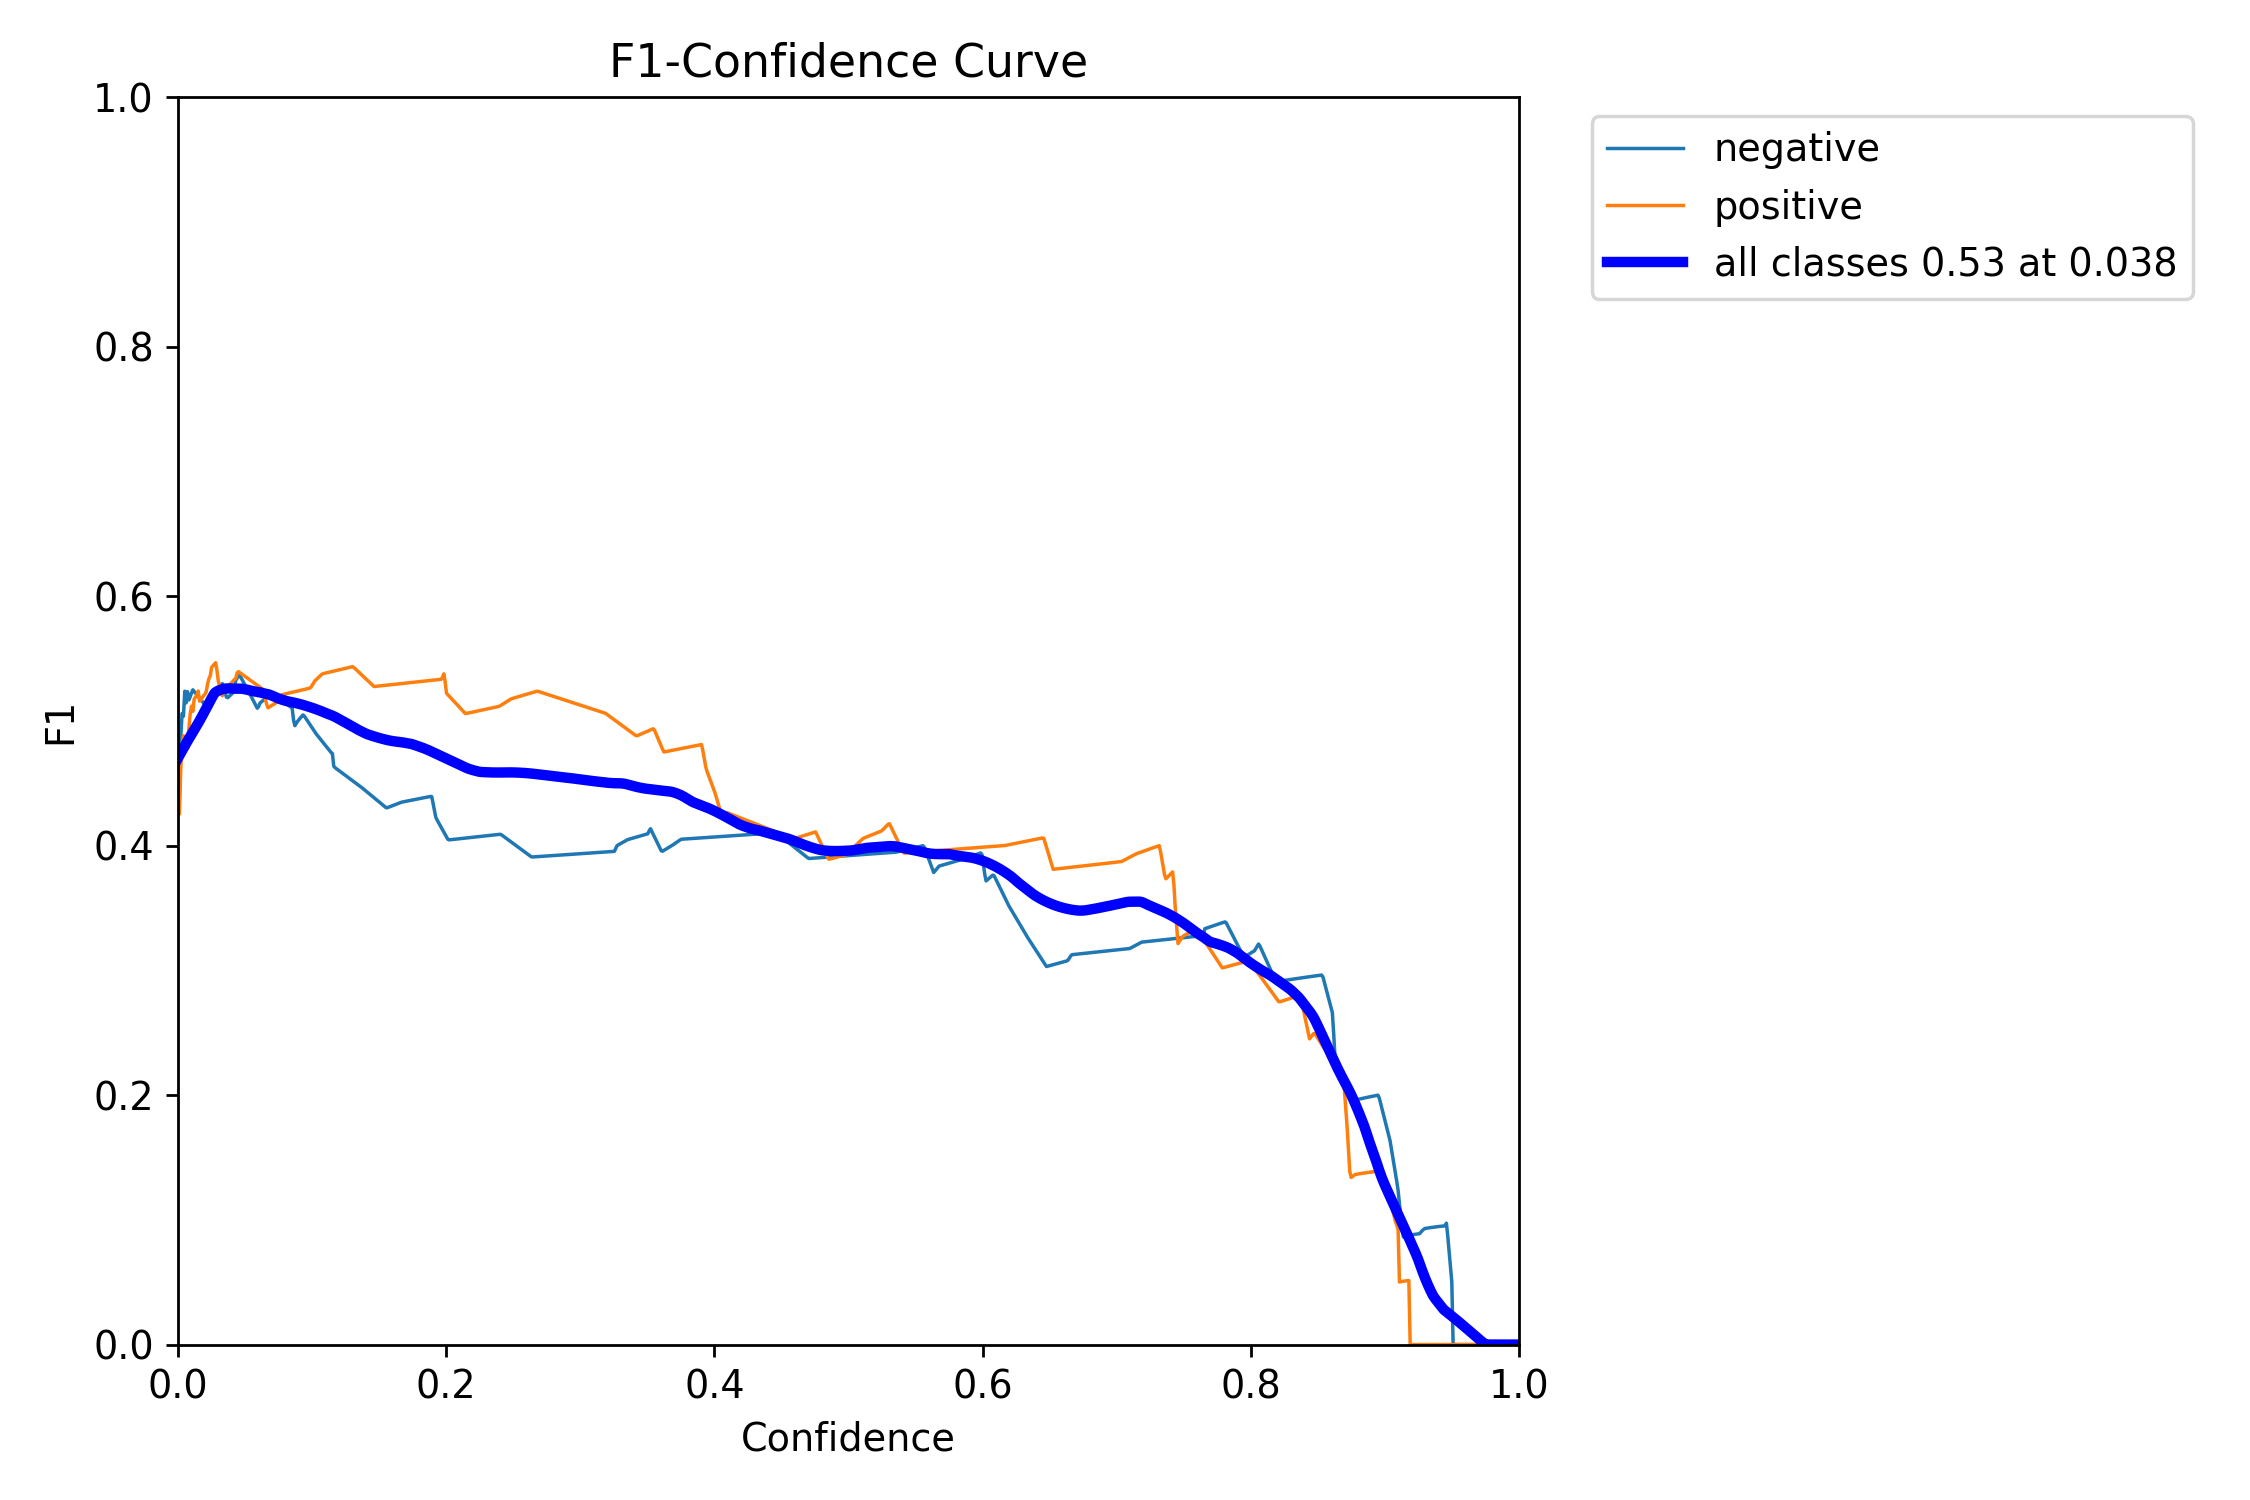 F1-Confidence Curve
1.0
0.8
0.6
0.4
0.2
0.0
F1
0.0 0.2 0.4 0.6 0.8 1.0
Confidence
negative
positive
all classes 0.53 at 0.038